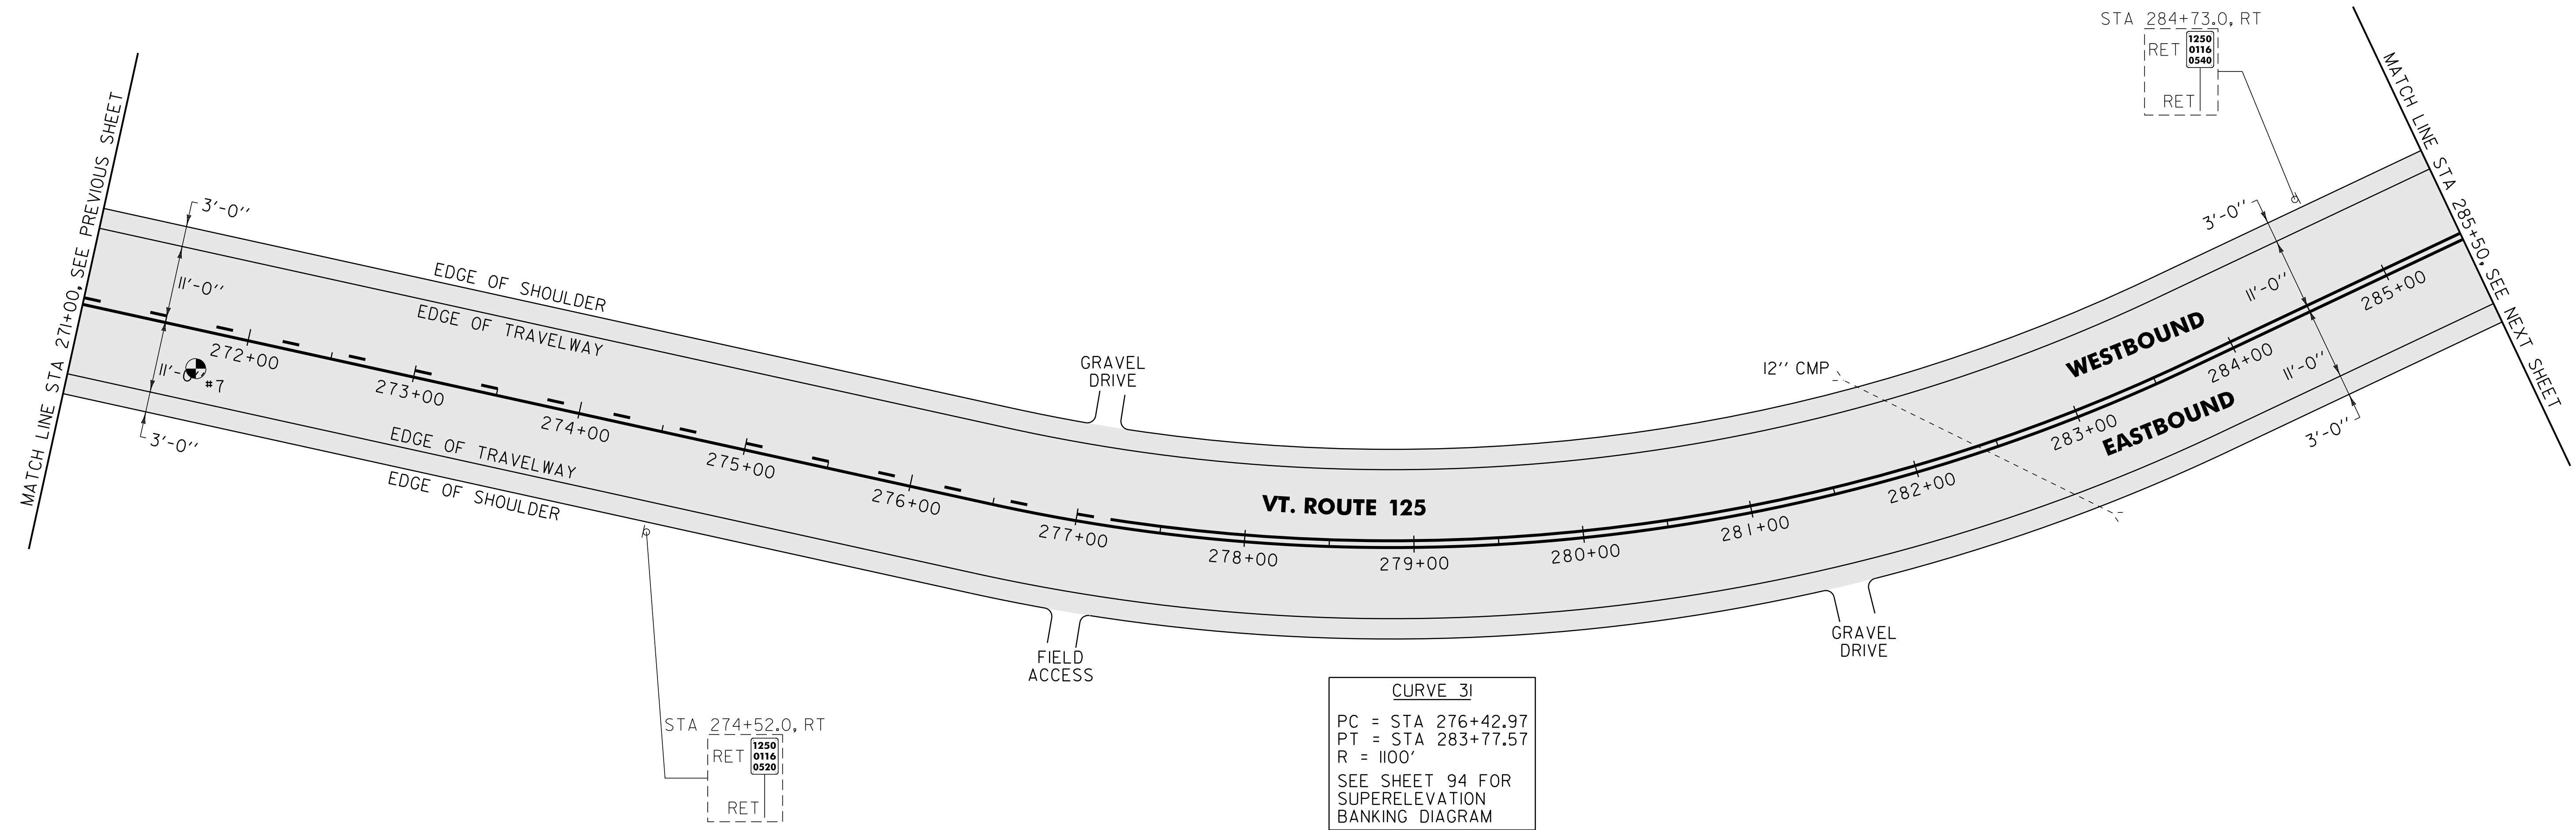 STA 284+73.0, RT
RET
1250
0116
0540
RET
MATCH LINE STA 271+00, SEE PREVIOUS SHEET
MATCH LINE STA 285+50, SEE NEXT SHEET
3'-0''
11'-0''
11'-0''
3'-0''
#7
EDGE OF SHOULDER
EDGE OF TRAVELWAY
EDGE OF TRAVELWAY
EDGE OF SHOULDER
272+00
273+00
274+00
275+00
276+00
277+00
278+00
279+00
280+00
281+00
282+00
283+00
284+00
285+00
GRAVEL
DRIVE
12'' CMP
WESTBOUND
EASTBOUND
3'-0''
11'-0''
11'-0''
3'-0''
VT. ROUTE 125
FIELD
ACCESS
GRAVEL
DRIVE
STA 274+52.0, RT
RET
1250
0116
0520
RET
CURVE 31
PC = STA 276+42.97
PT = STA 283+77.57
R = 1100'
SEE SHEET 94 FOR
SUPERELEVATION
BANKING DIAGRAM